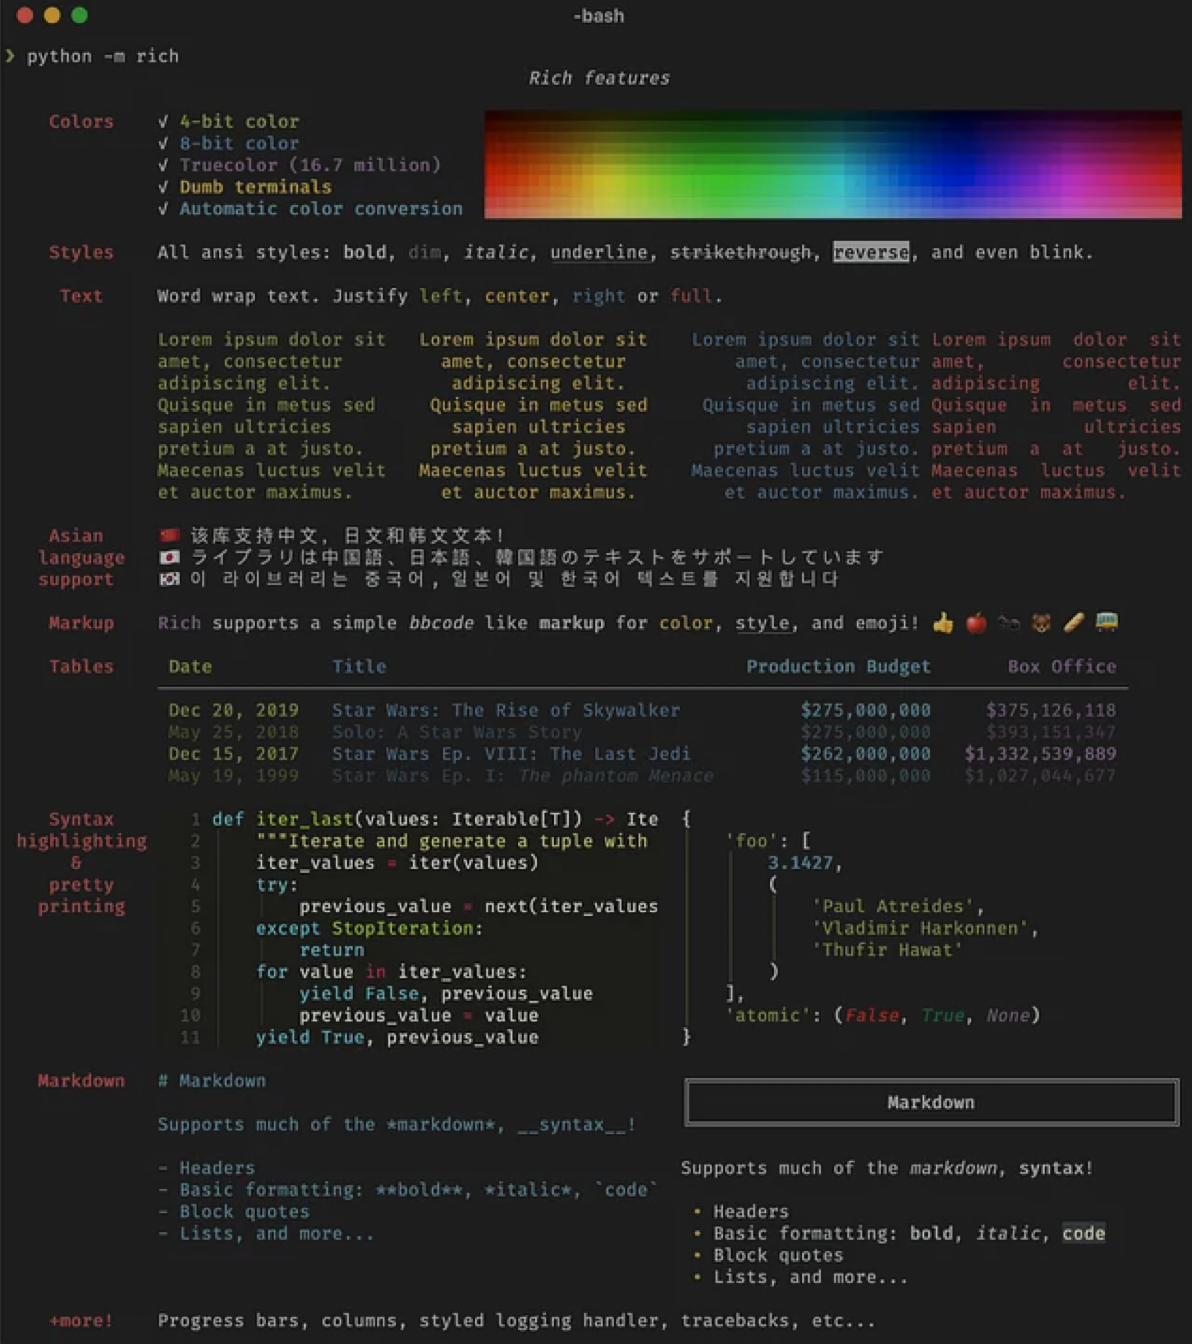 -bash
❯ python -m rich
Rich features
Colors √ 4-bit color
√ 8-bit color
√ Truecolor (16.7 million)
√ Dumb terminals
√ Automatic color conversion
Styles All ansi styles: bold, dim, italic, underline, strikethrough, reverse, and even blink.
Text Word wrap text. Justify left, center, right or full.
Lorem ipsum dolor sit Lorem ipsum dolor sit Lorem ipsum dolor sit Lorem ipsum dolor sit
amet, consectetur amet, consectetur amet, consectetur amet, consectetur
adipiscing elit. adipiscing elit. adipiscing elit. adipiscing elit.
Quisque in metus sed Quisque in metus sed Quisque in metus sed Quisque in metus sed
sapien ultricies sapien ultricies sapien ultricies sapien ultricies
pretium a at justo. pretium a at justo. pretium a at justo. pretium a at justo.
Maecenas luctus velit Maecenas luctus velit Maecenas luctus velit Maecenas luctus velit
et auctor maximus. et auctor maximus. et auctor maximus. et auctor maximus.
Asian 🇨🇳 该库支持中文, 日文和韩文文本!
language 🇯🇵 ライブラリは中国語、日本語、韓国語のテキストをサポートしています
support 🇰🇷 이 라이브러리는 중국어, 일본어 및 한국어 텍스트를 지원합니다
Markup Rich supports a simple bbcode like markup for color, style, and emoji! 👍 🍎 🐜 🐻 🥖 🚌
Tables Date Title Production Budget Box Office
Dec 20, 2019 Star Wars: The Rise of Skywalker $275,000,000 $375,126,118
May 25, 2018 Solo: A Star Wars Story $275,000,000 $393,151,347
Dec 15, 2017 Star Wars Ep. VIII: The Last Jedi $262,000,000 $1,332,539,889
May 19, 1999 Star Wars Ep. I: The phantom Menace $115,000,000 $1,027,044,677
Syntax 1 def iter_last(values: Iterable[T]) -> Ite {
highlighting 2 """Iterate and generate a tuple with 'foo': [
& 3 iter_values = iter(values) 3.1427,
pretty 4 try: (
printing 5 previous_value = next(iter_values 'Paul Atreides',
6 except StopIteration: 'Vladimir Harkonnen',
7 return 'Thufir Hawat'
8 for value in iter_values: )
9 yield False, previous_value ],
10 previous_value = value 'atomic': (False, True, None)
11 yield True, previous_value }
Markdown # Markdown
Markdown
Supports much of the *markdown*, __syntax__!
Supports much of the markdown, syntax!
- Headers
- Basic formatting: **bold**, *italic*, `code`
- Block quotes
- Lists, and more...
• Headers
• Basic formatting: bold, italic, code
• Block quotes
• Lists, and more...
+more! Progress bars, columns, styled logging handler, tracebacks, etc...